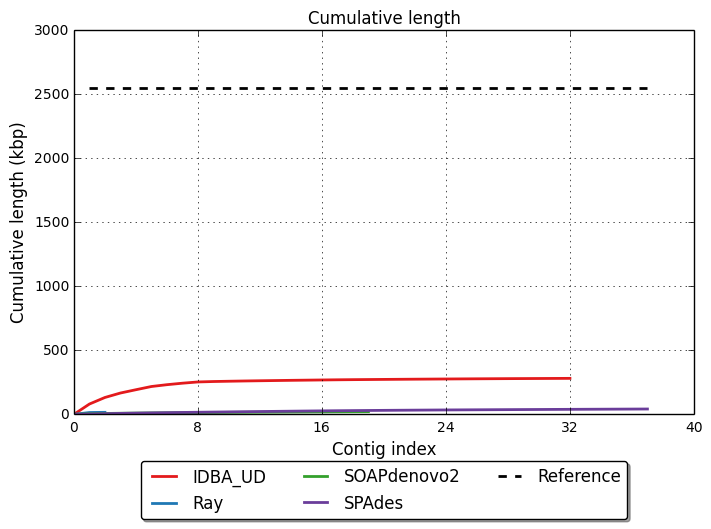 Cumulative length
3000
2500
2000
1500
1000
500
0
Cumulative length (kbp)
0 8 16 24 32 40
Contig index
IDBA_UD SOAPdenovo2 Reference
Ray SPAdes